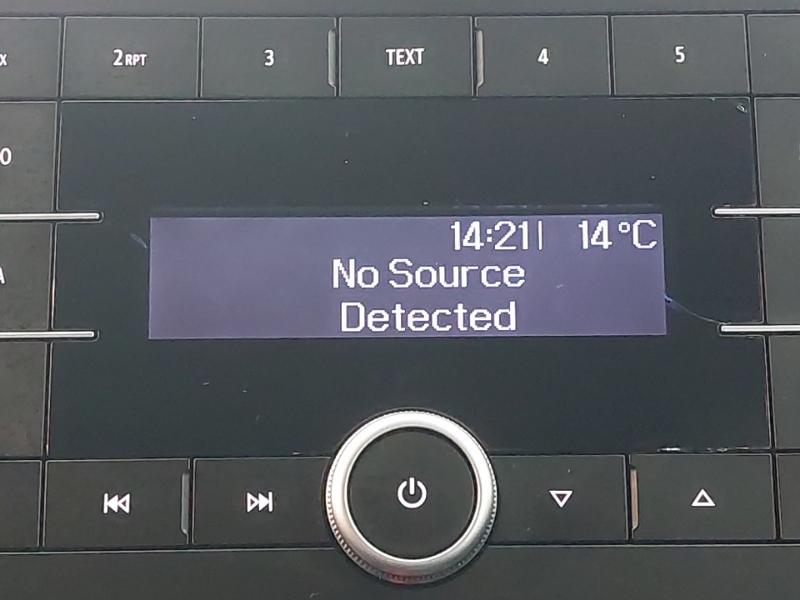 2RPT 3 TEXT 4 5
14:21| 14°C
No Source
Detected